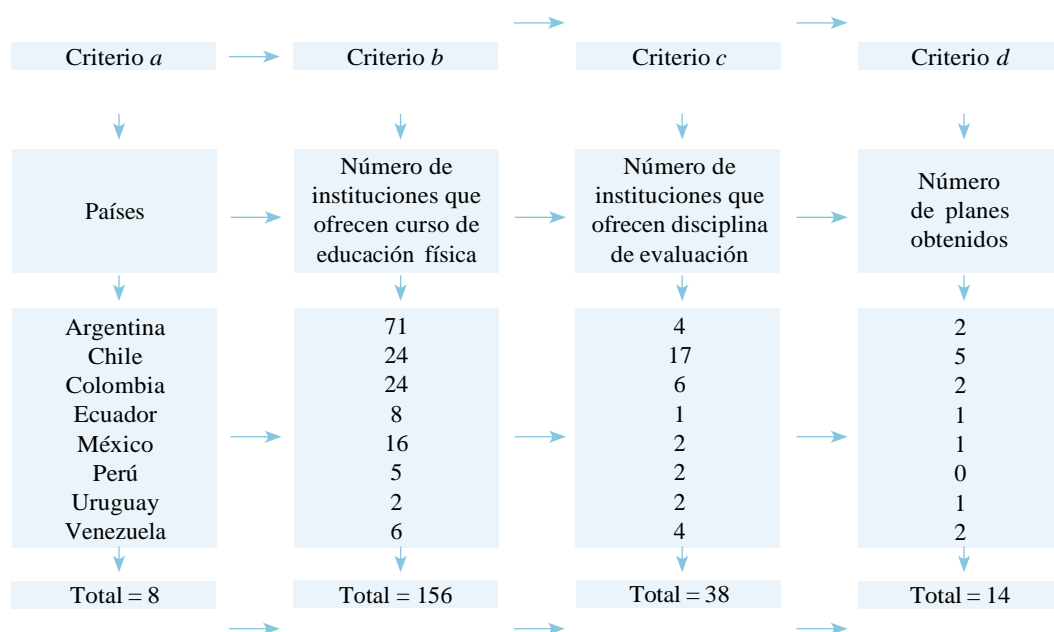 Criterio a
Criterio b
Criterio c
Criterio d
Países
Número de
instituciones que
ofrecen curso de
educación física
Número de
instituciones que
ofrecen disciplina
de evaluación
Número
de planes
obtenidos
Argentina
Chile
Colombia
Ecuador
México
Perú
Uruguay
Venezuela
71
24
24
8
16
5
2
6
4
17
6
1
2
2
2
4
2
5
2
1
1
0
1
2
Total = 8
Total = 156
Total = 38
Total = 14